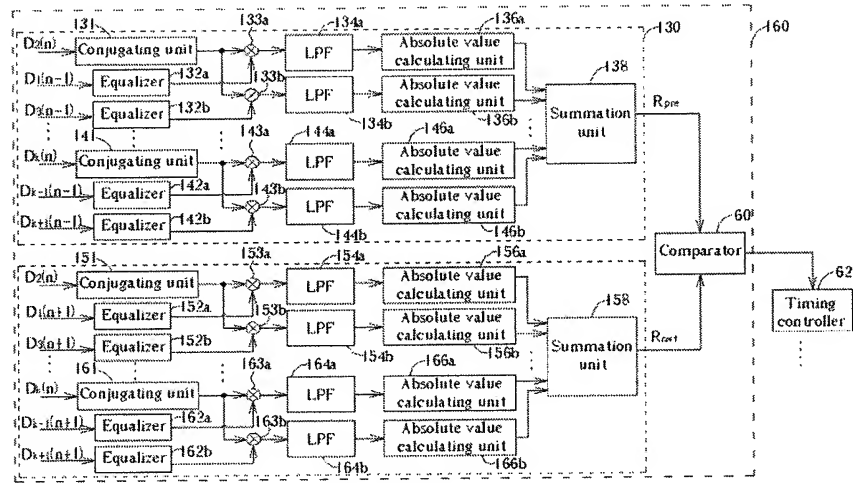 131 133a 134a 136a 130 160
D2(n) Conjugating unit LPF Absolute value calculating unit 138
D1(n-1) Equalizer 132a 133b
D3(n-1) Equalizer 132b LPF Absolute value calculating unit Summation unit Rpre
134b 136b
141 143a 144a 146a
Dk(n) Conjugating unit LPF Absolute value calculating unit
Dk-1(n-1) Equalizer 142a 143b
Dk+1(n-1) Equalizer 142b LPF Absolute value calculating unit
144b 146b
60
Comparator
62
Timing controller
151 153a 154a 156a
D2(n) Conjugating unit LPF Absolute value calculating unit 158
D1(n+1) Equalizer 152a 153b
D3(n+1) Equalizer 152b LPF Absolute value calculating unit Summation unit
154b 156b
161 163a 164a 166a
Dk(n) Conjugating unit LPF Absolute value calculating unit
Dk-1(n+1) Equalizer 162a 163b
Dk+1(n+1) Equalizer 162b LPF Absolute value calculating unit
164b 166b